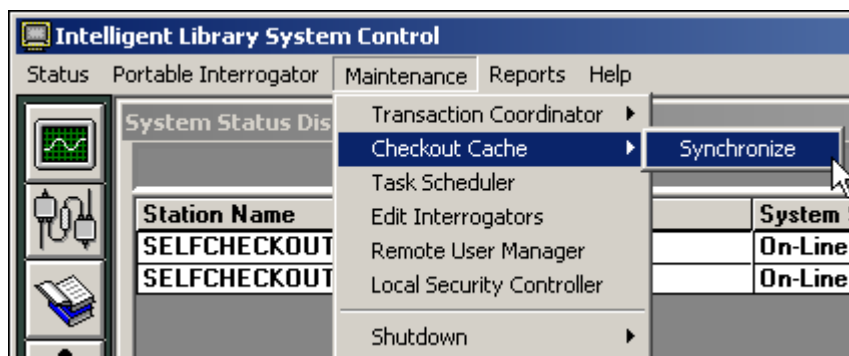 Intelligent Library System Control
Status Portable Interrogator Maintenance Reports Help
System Status Dis
Transaction Coordinator
Checkout Cache
Synchronize
Task Scheduler
Edit Interrogators
Remote User Manager
Local Security Controller
Shutdown
Station Name System
SELFCHECKOUT On-Line
SELFCHECKOUT On-Line